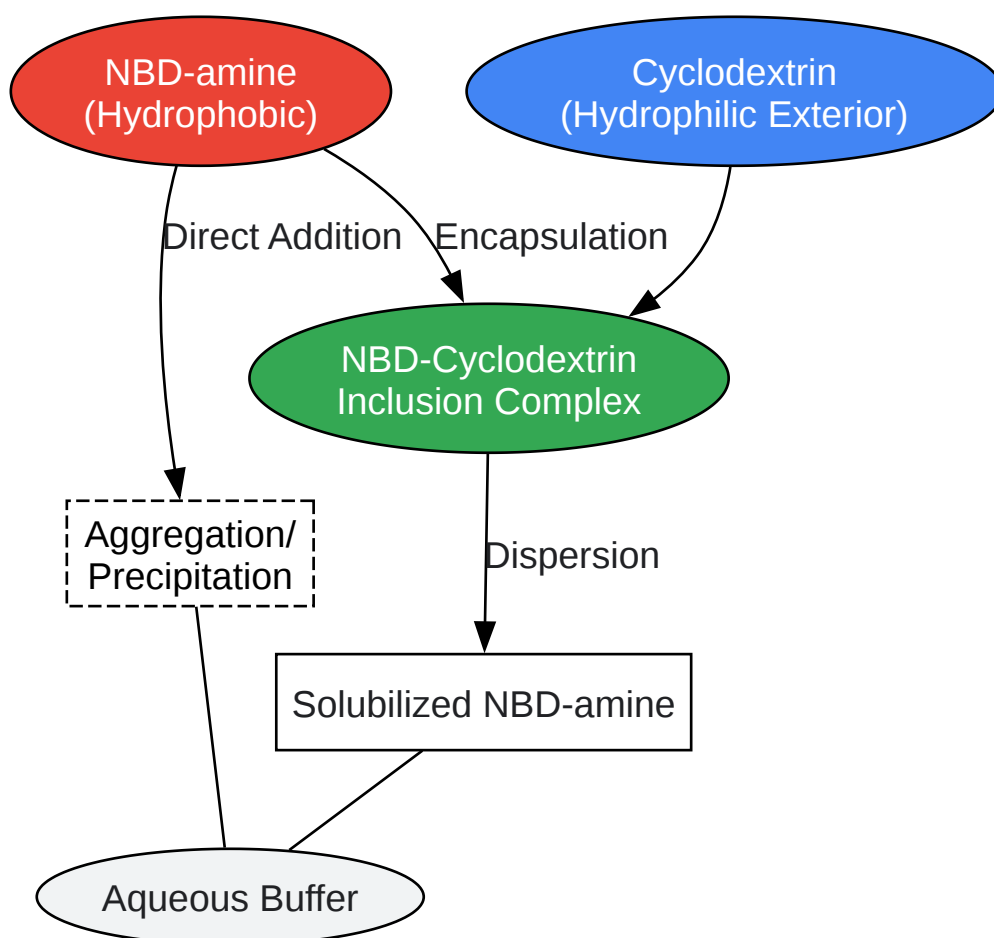 NBD-amine
(Hydrophobic)
Cyclodextrin
(Hydrophilic Exterior)
Direct Addition
Encapsulation
NBD-Cyclodextrin
Inclusion Complex
Aggregation/
Precipitation
Dispersion
Solubilized NBD-amine
Aqueous Buffer